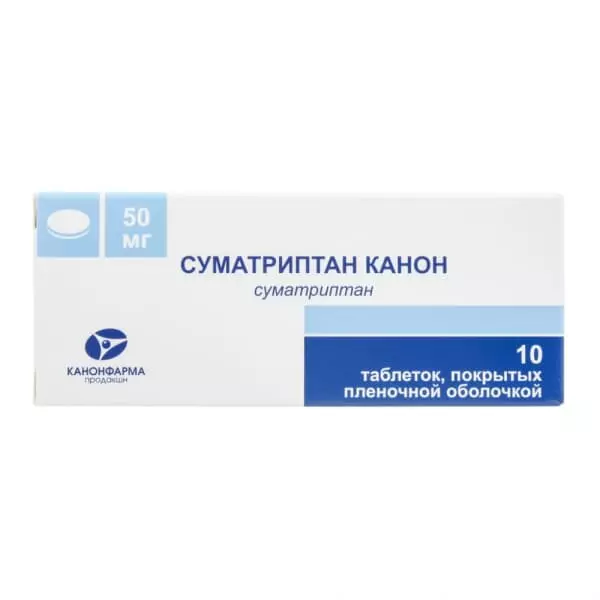 50
мг
СУМАТРИПТАН КАНОН
суматриптан
КАНОНФАРМА
продакшн
10
таблеток, покрытых
пленочной оболочкой